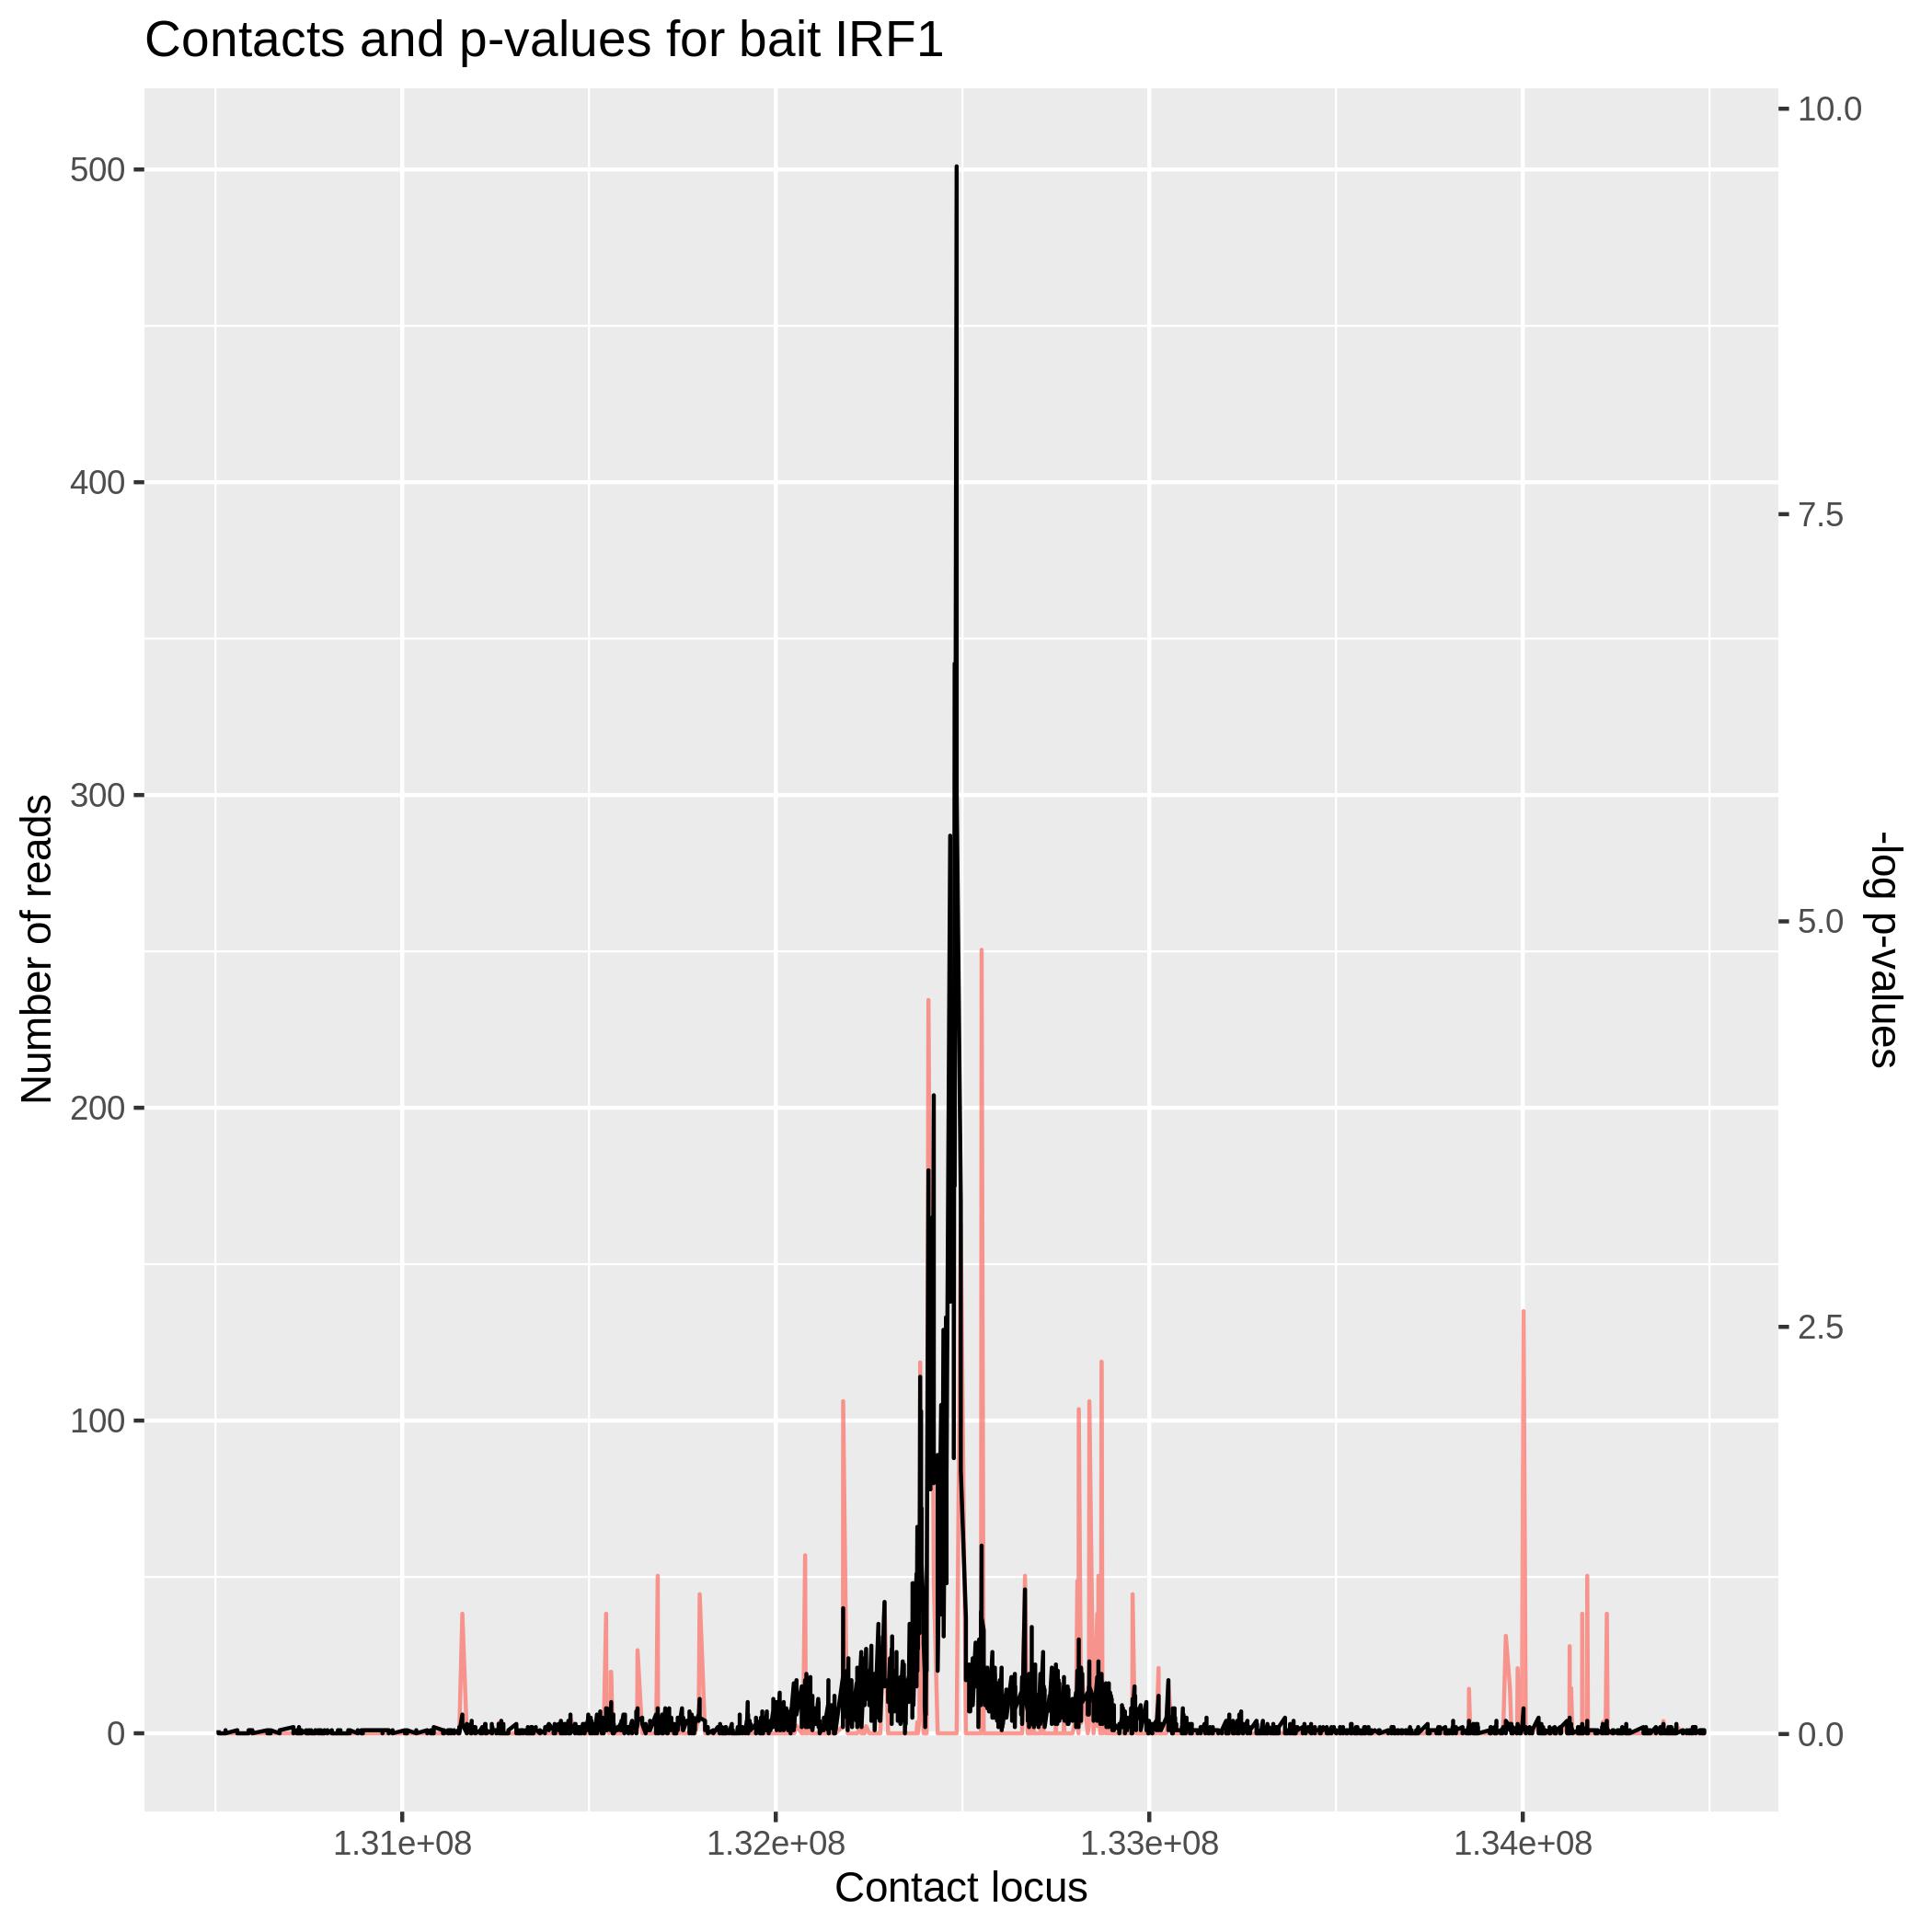 Contacts and p-values for bait IRF1
Number of reads
500
400
300
200
100
0
10.0
7.5
5.0
2.5
0.0
-log p-values
1.31e+08
1.32e+08
1.33e+08
1.34e+08
Contact locus